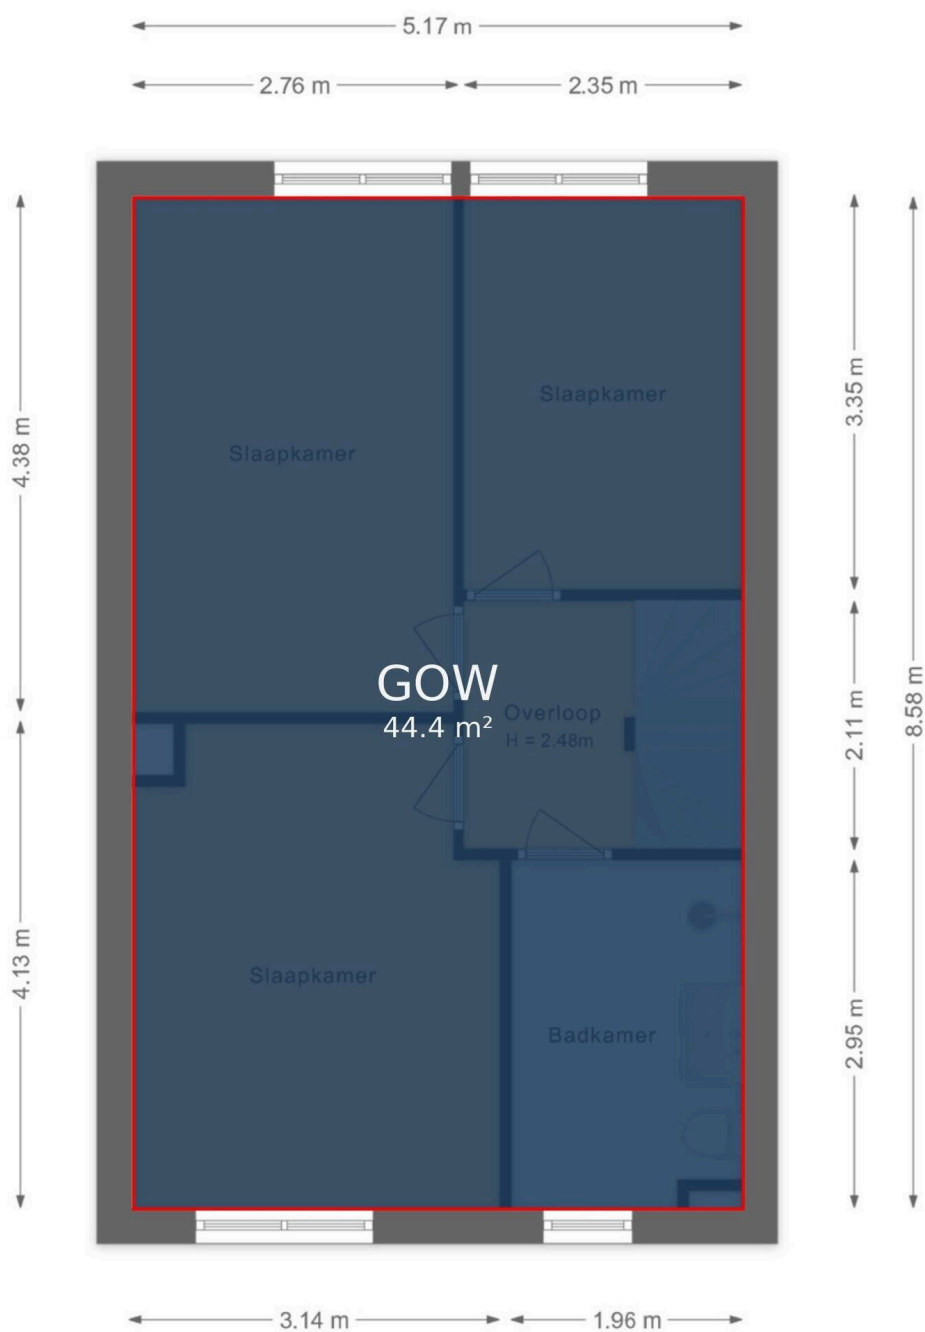 5.17 m
2.76 m
2.35 m
4.38 m
3.35 m
Slaapkamer
Slaapkamer
8.58 m
GOW
44.4 m²
Overloop
H = 2.48m
2.11 m
4.13 m
Slaapkamer
Badkamer
2.95 m
3.14 m
1.96 m